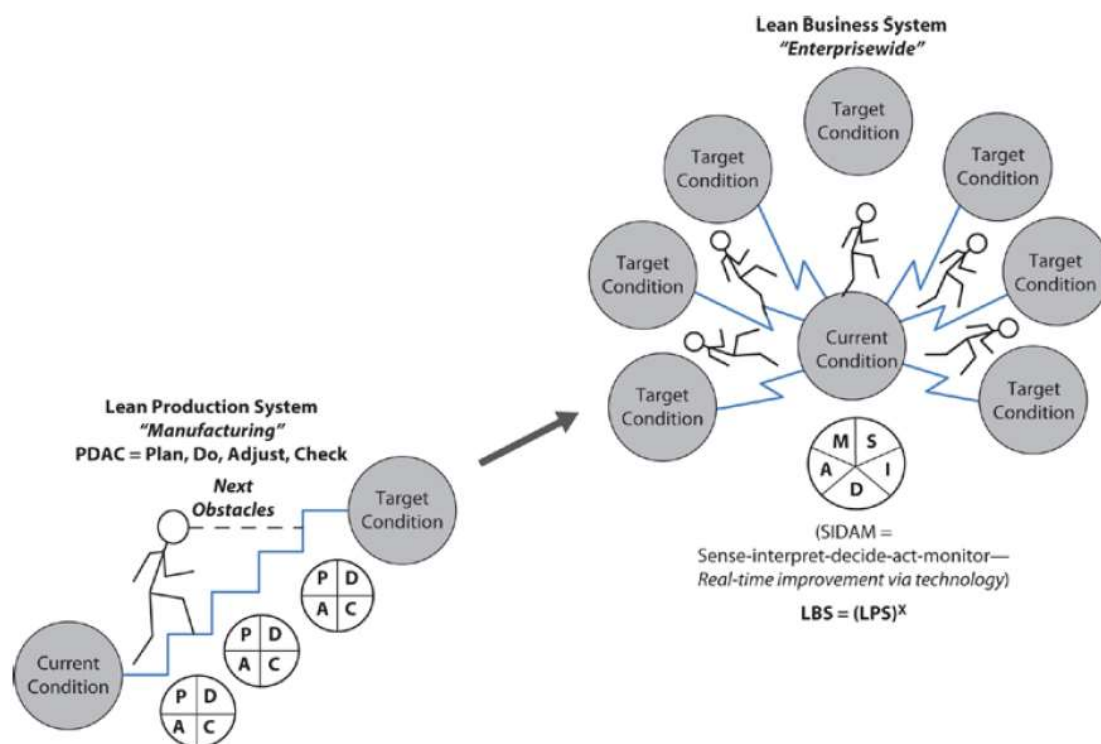 Lean Business System
"Enterprisewide"
Target
Condition
Target
Condition
Target
Condition
Target
Condition
Target
Condition
Target
Condition
Target
Condition
Current
Condition
M S
A I
D
(SIDAM =
Sense-interpret-decide-act-monitor—
Real-time improvement via technology)
LBS = (LPS)ˣ
Lean Production System
"Manufacturing"
PDAC = Plan, Do, Adjust, Check
Next
Obstacles
Target
Condition
P D
A C
P D
A C
Current
Condition
P D
A C